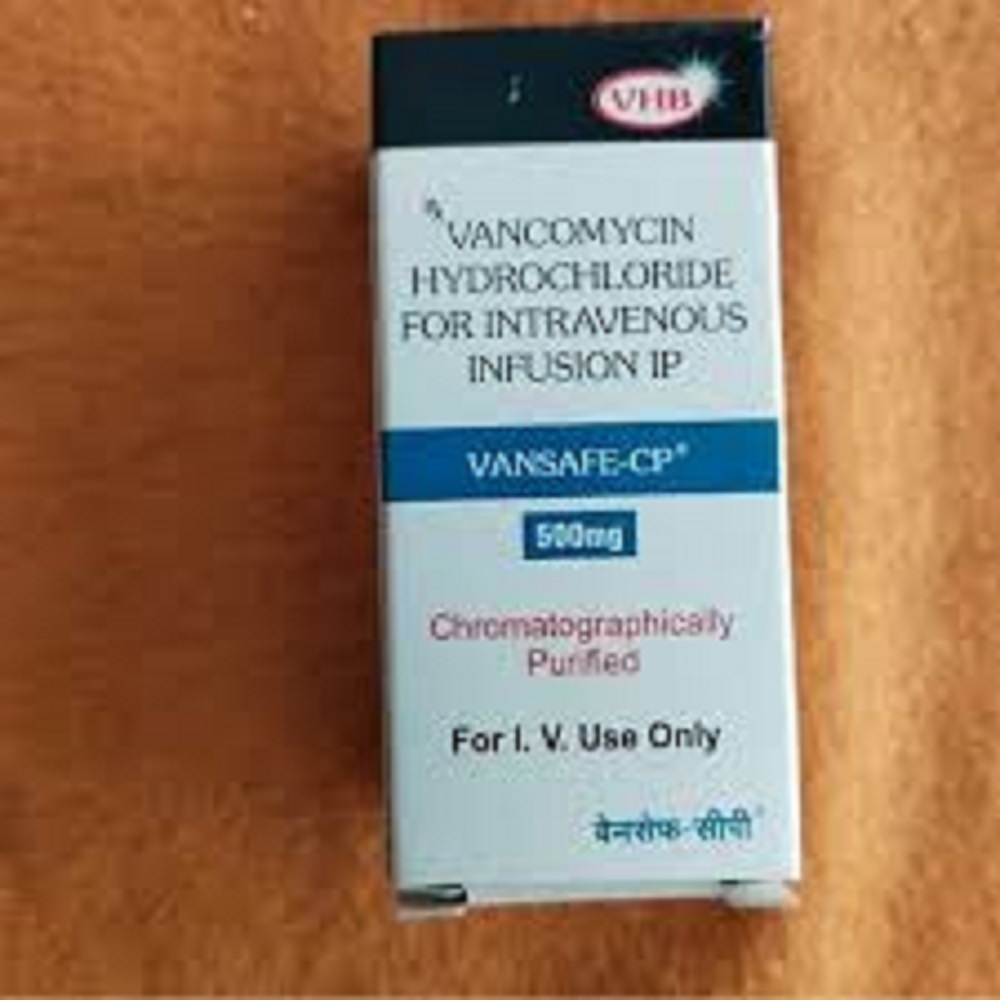 VHB
℞
VANCOMYCIN
HYDROCHLORIDE
FOR INTRAVENOUS
INFUSION IP
VANSAFE-CP®
500mg
Chromatographically
Purified
For I. V. Use Only
वेनसेफ-सीपी®